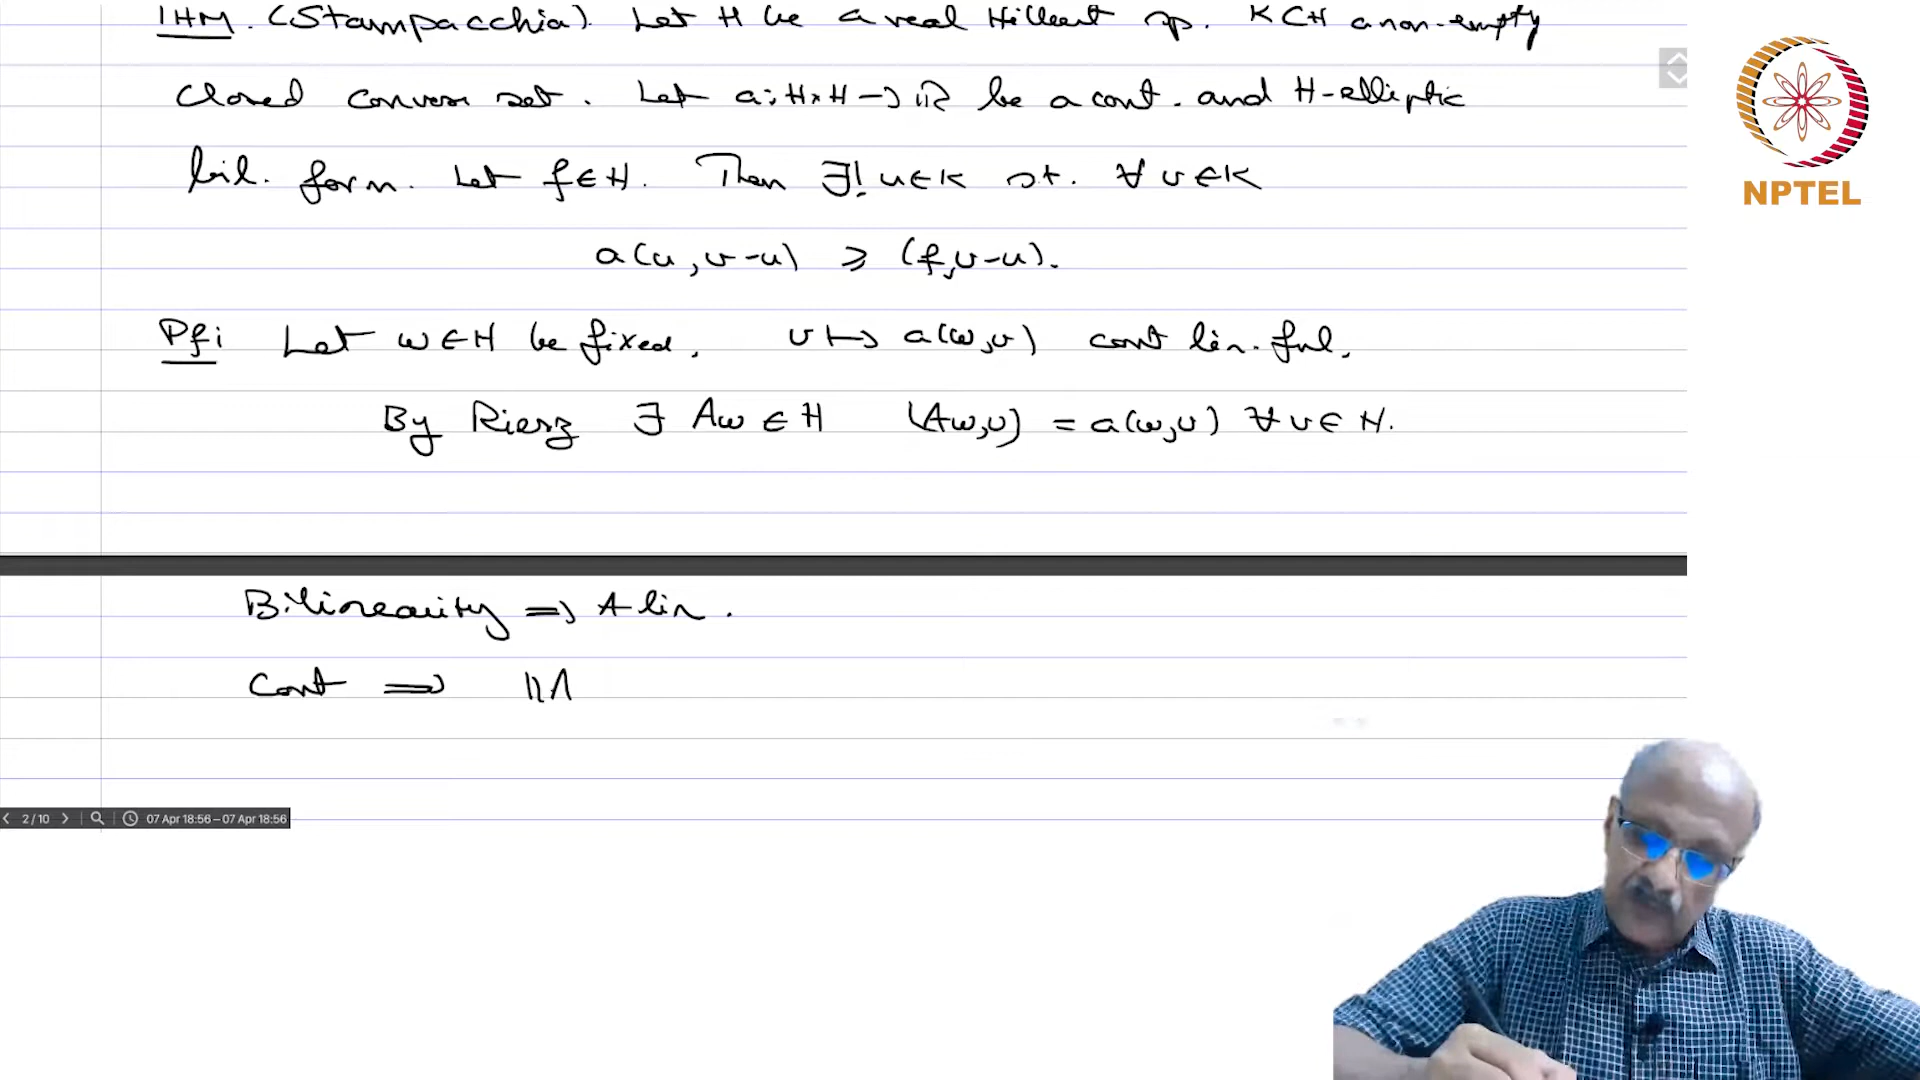 THM. (Stampacchia). Let H be a real Hilbert sp. K⊂H a non-empty
closed convex set. Let a: H×H→ℝ be a cont. and H-elliptic
bil. form. Let f∈H. Then ∃! u∈K s.t. ∀ v∈K
a(u, v-u) ≥ (f, v-u).
Pf: Let w∈H be fixed. v↦a(w,v) cont lin. fnl.
By Riesz ∃ Aw∈H (Aw,v) = a(w,v) ∀ v∈H.
Bilinearity ⇒ A lin.
Cont ⇒ ||A
2/10 07 Apr 18:56 – 07 Apr 18:56
NPTEL